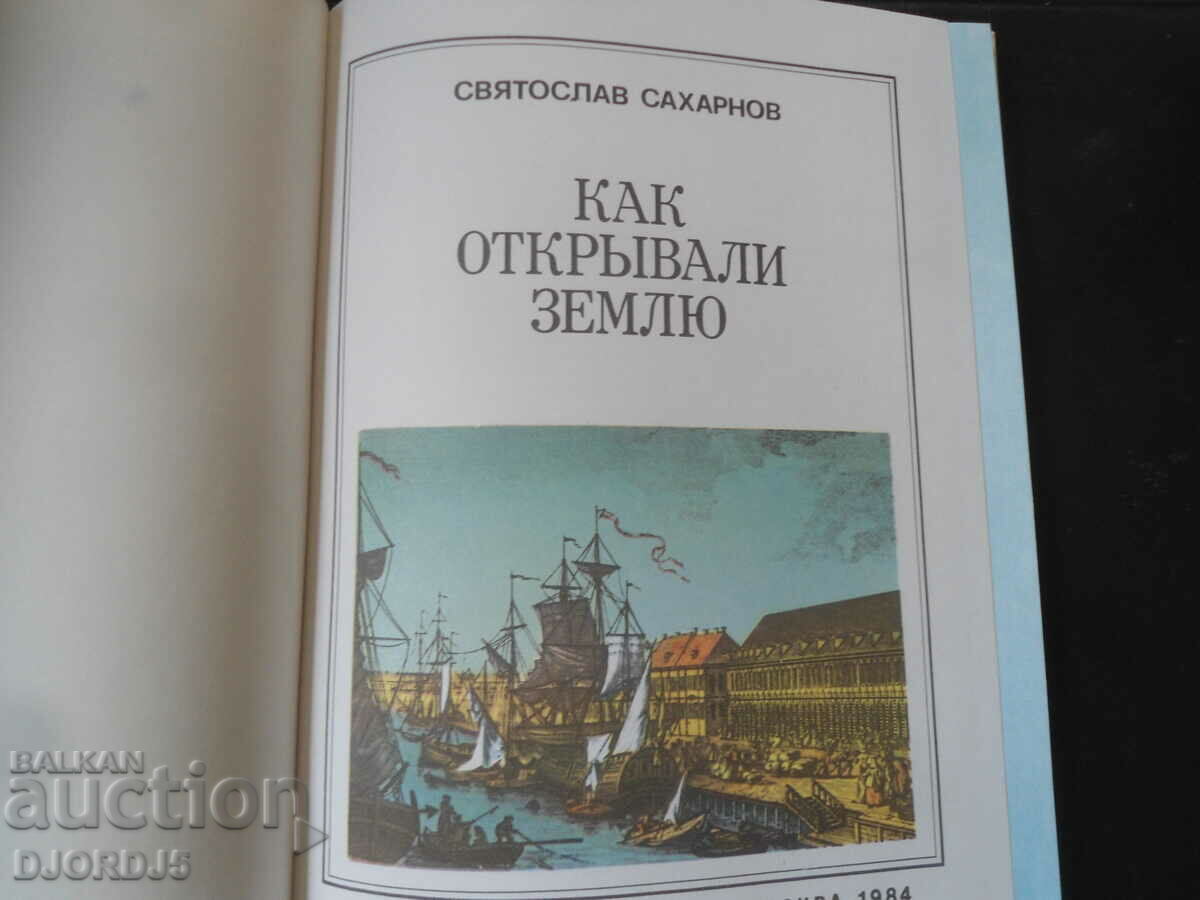 СВЯТОСЛАВ САХАРНОВ
КАК
ОТКРЫВАЛИ
ЗЕМЛЮ
BALKAN
auction
DJORDJ5
1984